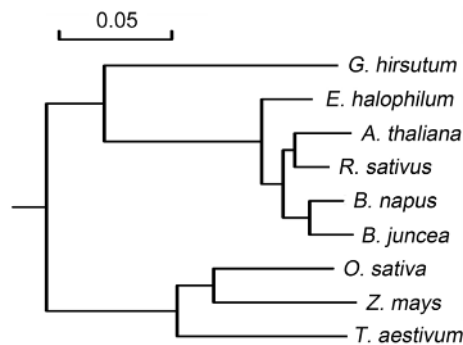 0.05
G. hirsutum
E. halophilum
A. thaliana
R. sativus
B. napus
B. juncea
O. sativa
Z. mays
T. aestivum